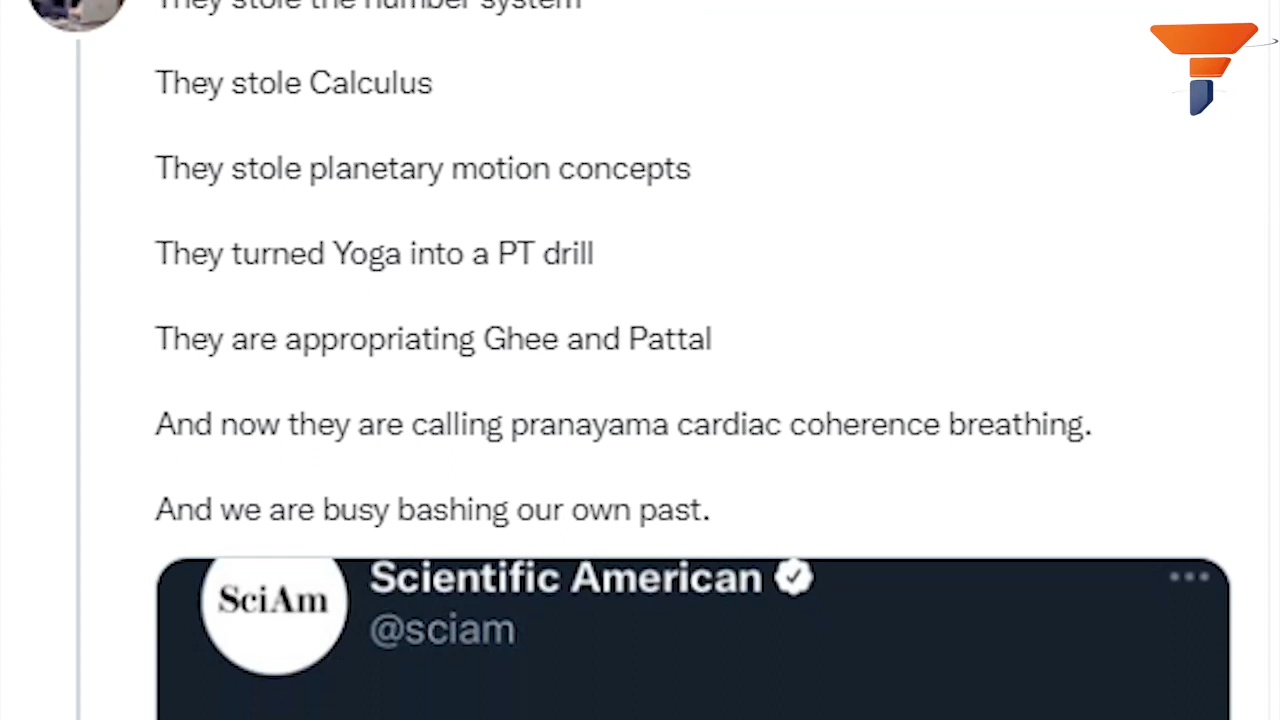 They stole the number system
They stole Calculus
They stole planetary motion concepts
They turned Yoga into a PT drill
They are appropriating Ghee and Pattal
And now they are calling pranayama cardiac coherence breathing.
And we are busy bashing our own past.
SciAm
Scientific American
@sciam